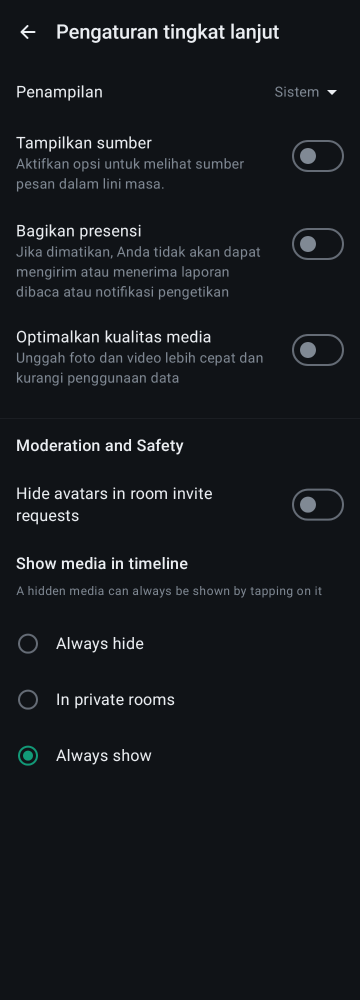 Pengaturan tingkat lanjut
Penampilan
Sistem
Tampilkan sumber
Aktifkan opsi untuk melihat sumber
pesan dalam lini masa.
Bagikan presensi
Jika dimatikan, Anda tidak akan dapat
mengirim atau menerima laporan
dibaca atau notifikasi pengetikan
Optimalkan kualitas media
Unggah foto dan video lebih cepat dan
kurangi penggunaan data
Moderation and Safety
Hide avatars in room invite
requests
Show media in timeline
A hidden media can always be shown by tapping on it
Always hide
In private rooms
Always show